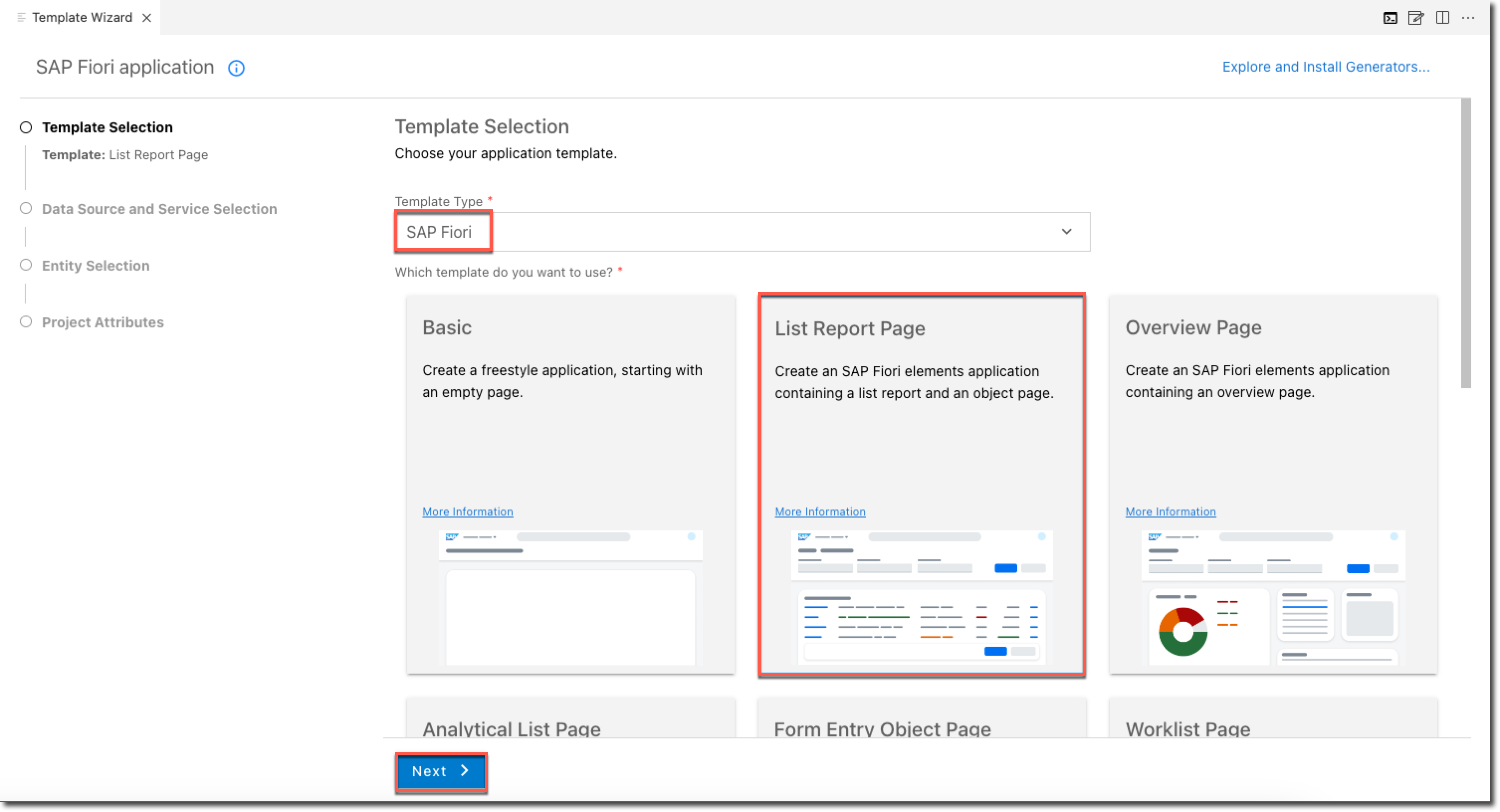 Template Wizard
SAP Fiori application
Explore and Install Generators...
Template Selection
Template: List Report Page
Data Source and Service Selection
Entity Selection
Project Attributes
Template Selection
Choose your application template.
Template Type *
SAP Fiori
Which template do you want to use? *
Basic
Create a freestyle application, starting with
an empty page.
More Information
SAP
List Report Page
Create an SAP Fiori elements application
containing a list report and an object page.
More Information
SAP
Overview Page
Create an SAP Fiori elements application
containing an overview page.
More Information
SAP
Analytical List Page
Form Entry Object Page
Worklist Page
Next